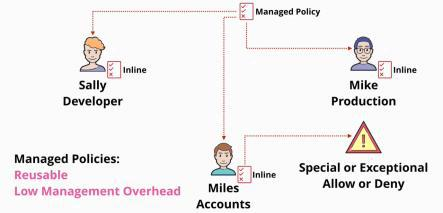 Managed Policy
Inline
Sally
Developer
Inline
Mike
Production
Inline
Miles
Accounts
Special or Exceptional
Allow or Deny
Managed Policies:
Reusable
Low Management Overhead